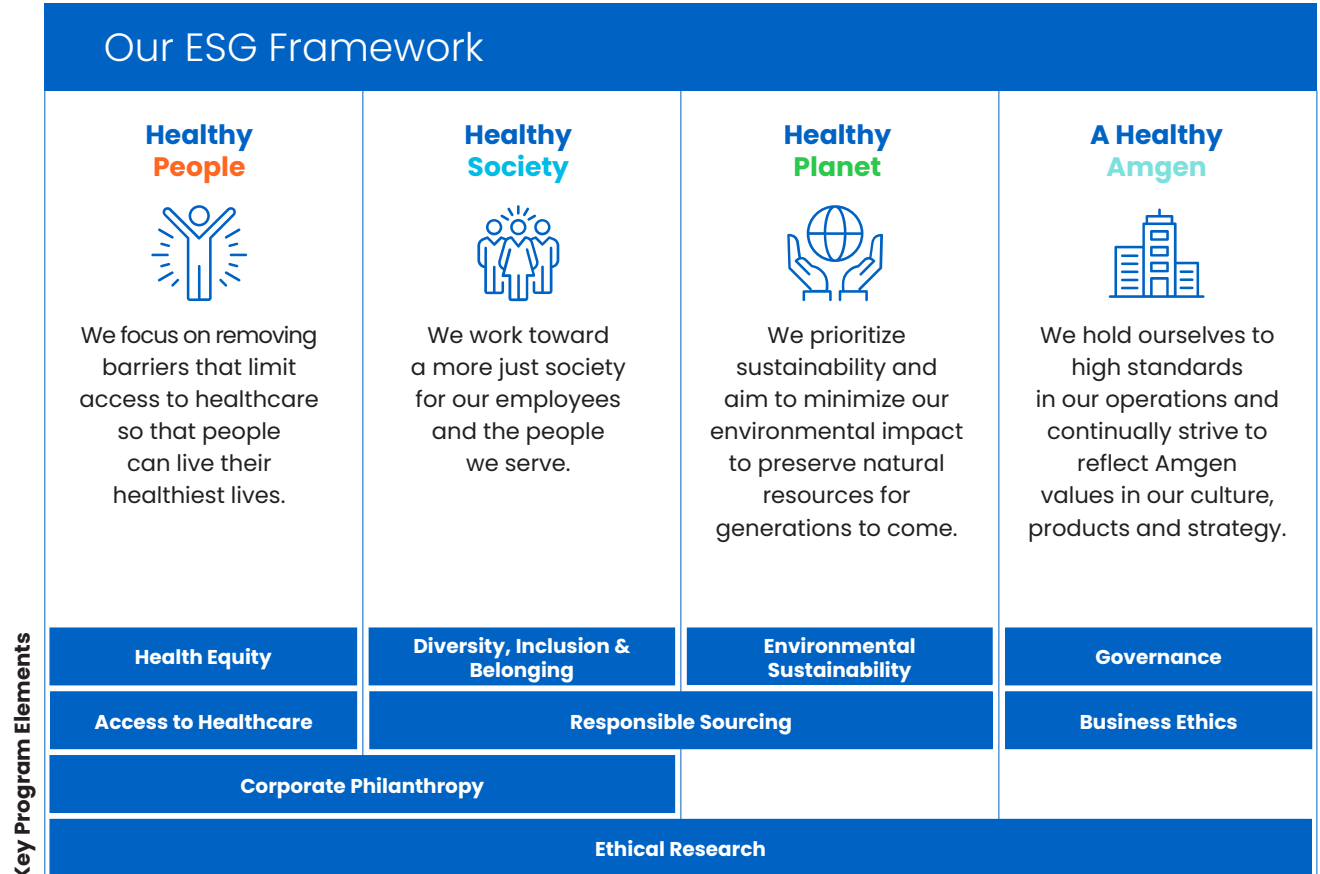 Our ESG Framework
Healthy
People
We focus on removing
barriers that limit
access to healthcare
so that people
can live their
healthiest lives.
Healthy
Society
We work toward
a more just society
for our employees
and the people
we serve.
Healthy
Planet
We prioritize
sustainability and
aim to minimize our
environmental impact
to preserve natural
resources for
generations to come.
A Healthy
Amgen
We hold ourselves to
high standards
in our operations and
continually strive to
reflect Amgen
values in our culture,
products and strategy.
Key Program Elements
Health Equity
Diversity, Inclusion &
Belonging
Environmental
Sustainability
Governance
Access to Healthcare
Responsible Sourcing
Business Ethics
Corporate Philanthropy
Ethical Research